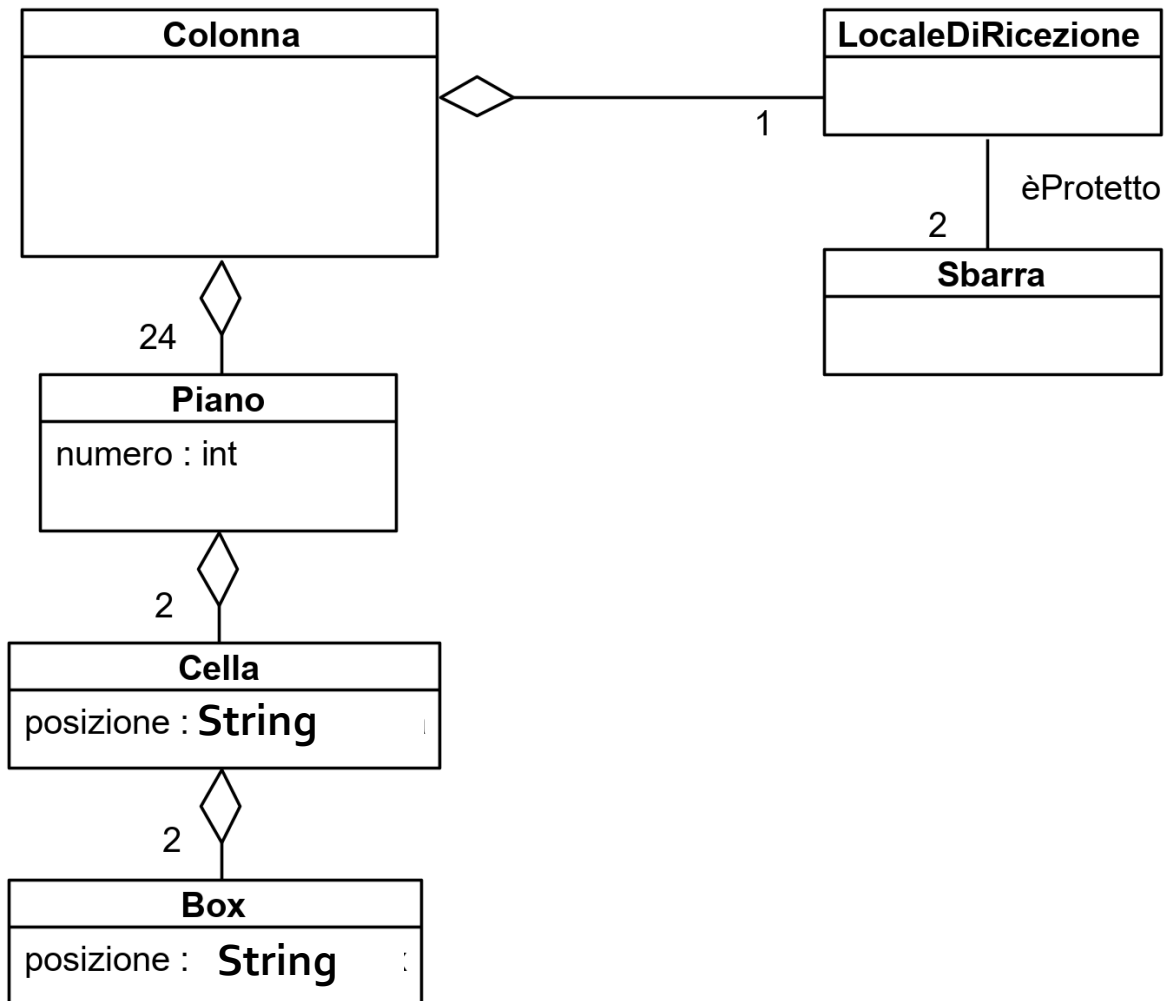 Colonna
LocaleDiRicezione
1
èProtetto
2
Sbarra
24
Piano
numero : int
2
Cella
posizione : String
2
Box
posizione : String